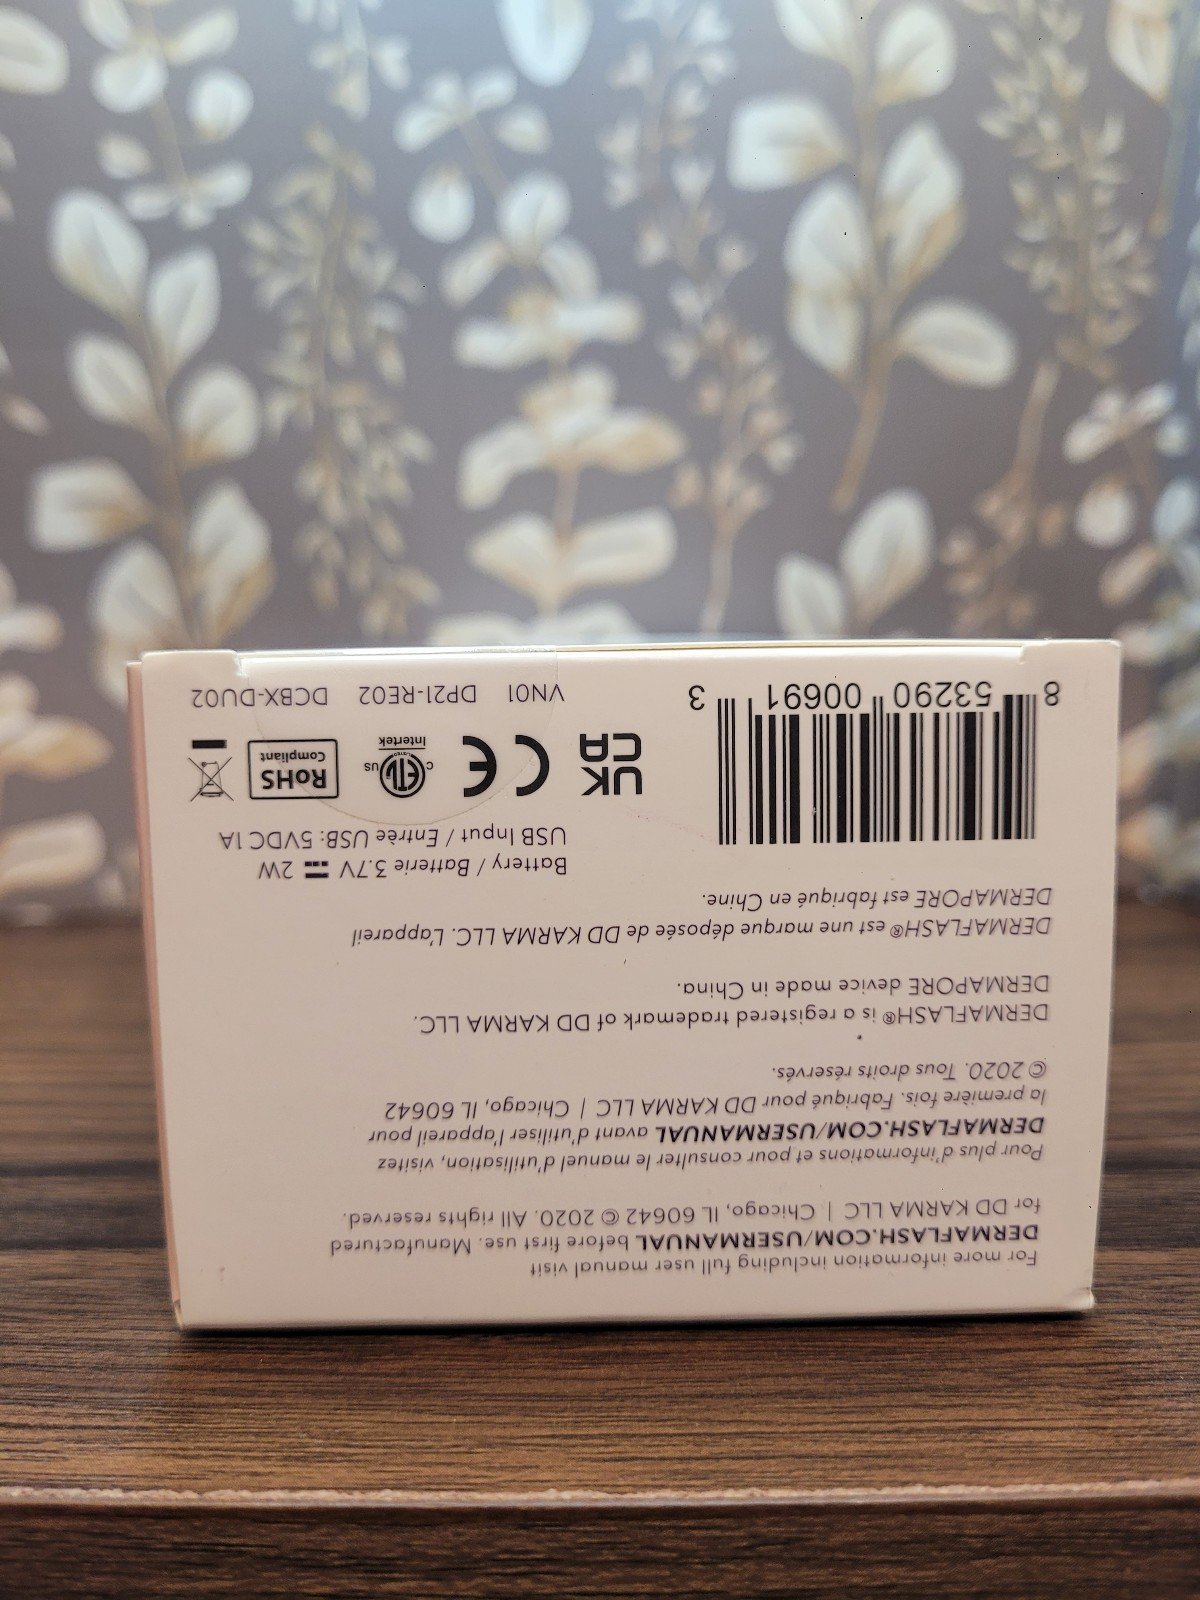 For more information including full user manual visit
DERMAFLASH.COM/USERMANUAL before first use. Manufactured
for DD KARMA LLC | Chicago, IL 60642 © 2020. All rights reserved.
Pour plus d'informations et pour consulter le manuel d'utilisation, visitez
DERMAFLASH.COM/USERMANUAL avant d'utiliser l'appareil pour
la première fois. Fabriqué pour DD KARMA LLC | Chicago, IL 60642
© 2020. Tous droits réservés.
DERMAFLASH® is a registered trademark of DD KARMA LLC.
DERMAPORE device made in China.
DERMAFLASH® est une marque déposée de DD KARMA LLC. L'appareil
DERMAPORE est fabriqué en Chine.
Battery / Batterie 3.7V 2W
USB Input / Entrée USB: 5VDC 1A
UK
CA
CE
C ETL US
LISTED
Intertek
RoHS
Compliant
8 53290 00691 3
VN01 DP21-RE02 DCBX-DU02